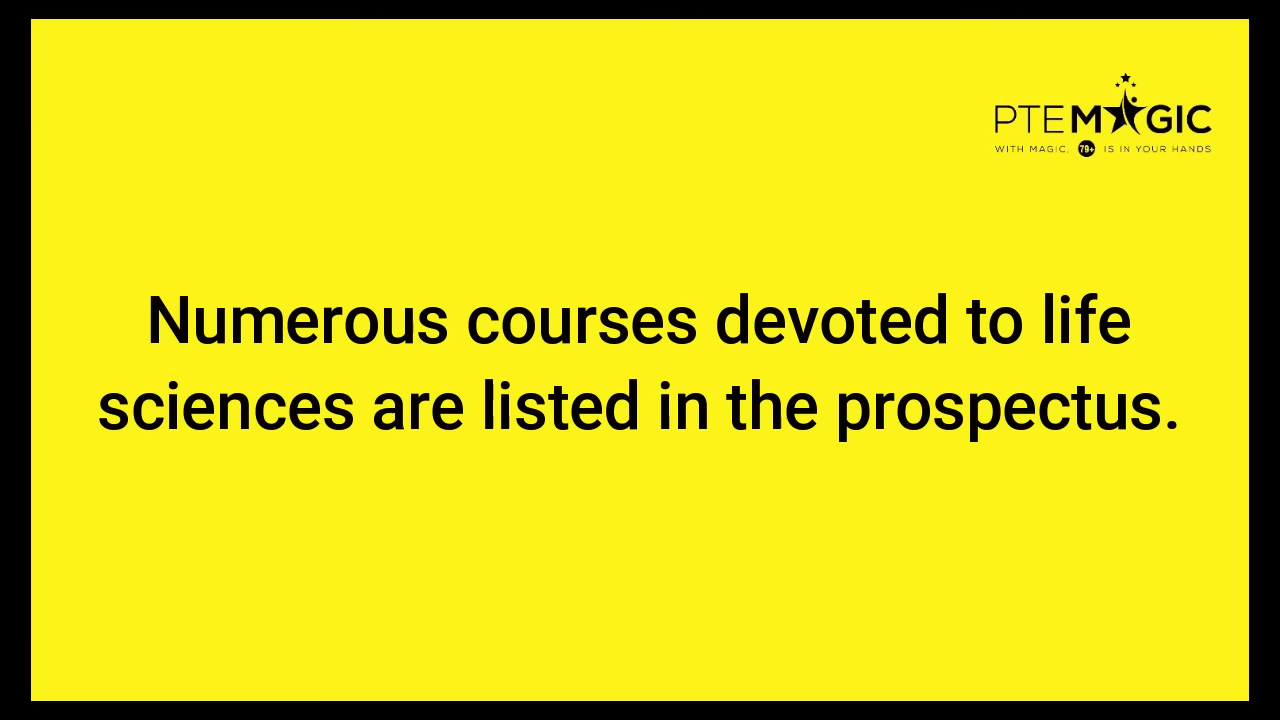 PTEMAGIC
WITH MAGIC, 79+ IS IN YOUR HANDS
Numerous courses devoted to life
sciences are listed in the prospectus.